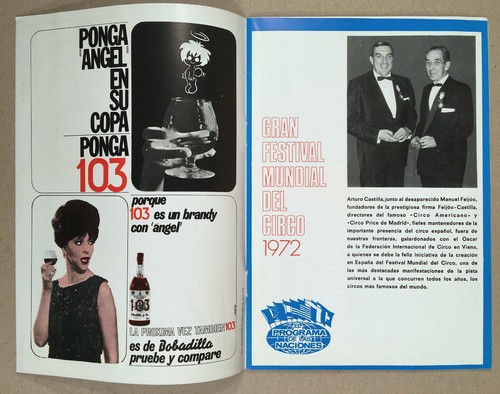 PONGA
'ANGEL'
EN
SU
COPA
PONGA
103
porque
103 es un brandy
con 'angel'
103
LA PROXIMA VEZ TAMBIEN 103
es de Bobadilla
pruebe y compare
GRAN
FESTIVAL
MUNDIAL
DEL
CIRCO
1972
Arturo Castilla, junto al desaparecido Manuel Feijóo,
fundadores de la prestigiosa firma Feijóo-Castilla,
directores del famoso «Circo Americano» y
«Circo Price de Madrid», fieles mantenedores de la
importante presencia del circo español, fuera de
nuestras fronteras, galardonados con el Oscar
de la Federación Internacional de Circo en Viena,
a quienes se debe la feliz iniciativa de la creación
en España del Festival Mundial del Circo, una de
las más destacadas manifestaciones de la pista
universal a la que concurren todos los años, los
circos más famosos del mundo.
PROGRAMA
DE LAS
NACIONES